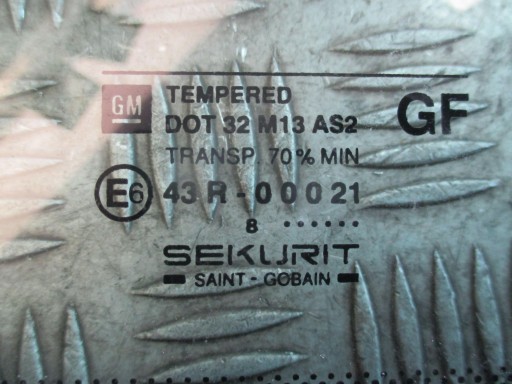 GM TEMPERED GF
DOT 32 M13 AS2
TRANSP. 70% MIN
E6 43 R - 00021
8 ......
SEKURIT
SAINT - GOBAIN